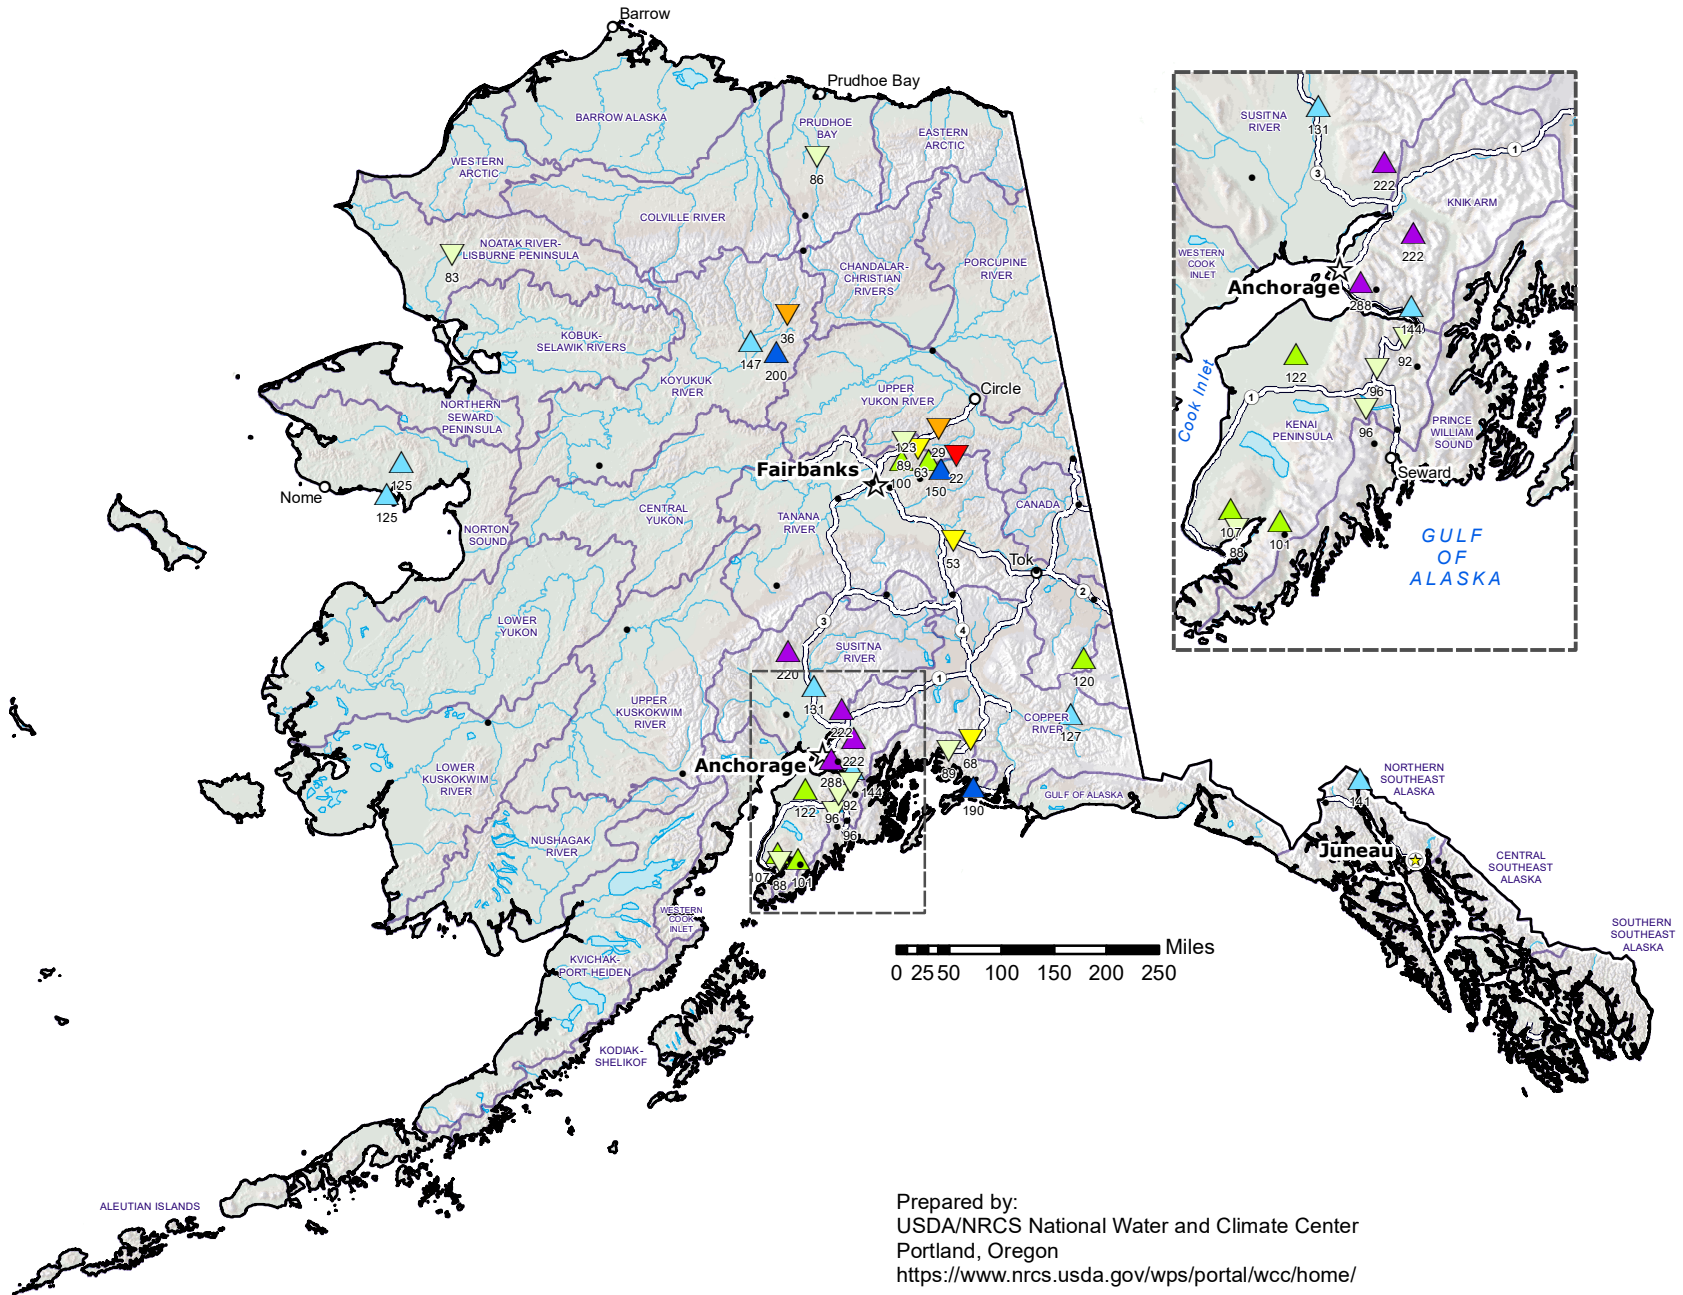 Barrow
Prudhoe Bay
BARROW ALASKA
PRUDHOE
BAY
EASTERN
ARCTIC
WESTERN
ARCTIC
86
COLVILLE RIVER
NOATAK RIVER-
LISBURNE PENINSULA
83
CHANDALAR-
CHRISTIAN
RIVERS
PORCUPINE
RIVER
KOBUK-
SELAWIK RIVERS
36
147
200
KOYUKUK
RIVER
UPPER
YUKON RIVER
Circle
NORTHERN
SEWARD
PENINSULA
123
29
89
63
22
100
150
Fairbanks
125
Nome
125
CENTRAL
YUKON
TANANA
RIVER
CANADA
NORTON
SOUND
53
Tok
2
LOWER
YUKON
3
4
SUSITNA
RIVER
220
120
1
131
UPPER
KUSKOKWIM
RIVER
222
COPPER
RIVER
127
222
Anchorage
89
68
LOWER
KUSKOKWIM
RIVER
288
144
122
92
96
96
190
GULF OF ALASKA
NUSHAGAK
RIVER
107
88
101
WESTERN
COOK
INLET
KVICHAK-
PORT HEIDEN
KODIAK-
SHELIKOF
ALEUTIAN ISLANDS
NORTHERN
SOUTHEAST
ALASKA
141
Juneau
CENTRAL
SOUTHEAST
ALASKA
SOUTHERN
SOUTHEAST
ALASKA
Miles
0 25 50 100 150 200 250
SUSITNA
RIVER
131
1
3
222
KNIK ARM
222
WESTERN
COOK
INLET
Anchorage
288
144
92
122
96
1
Cook Inlet
96
KENAI
PENINSULA
PRINCE
WILLIAM
SOUND
Seward
107
88
101
GULF
OF
ALASKA
Prepared by:
USDA/NRCS National Water and Climate Center
Portland, Oregon
https://www.nrcs.usda.gov/wps/portal/wcc/home/